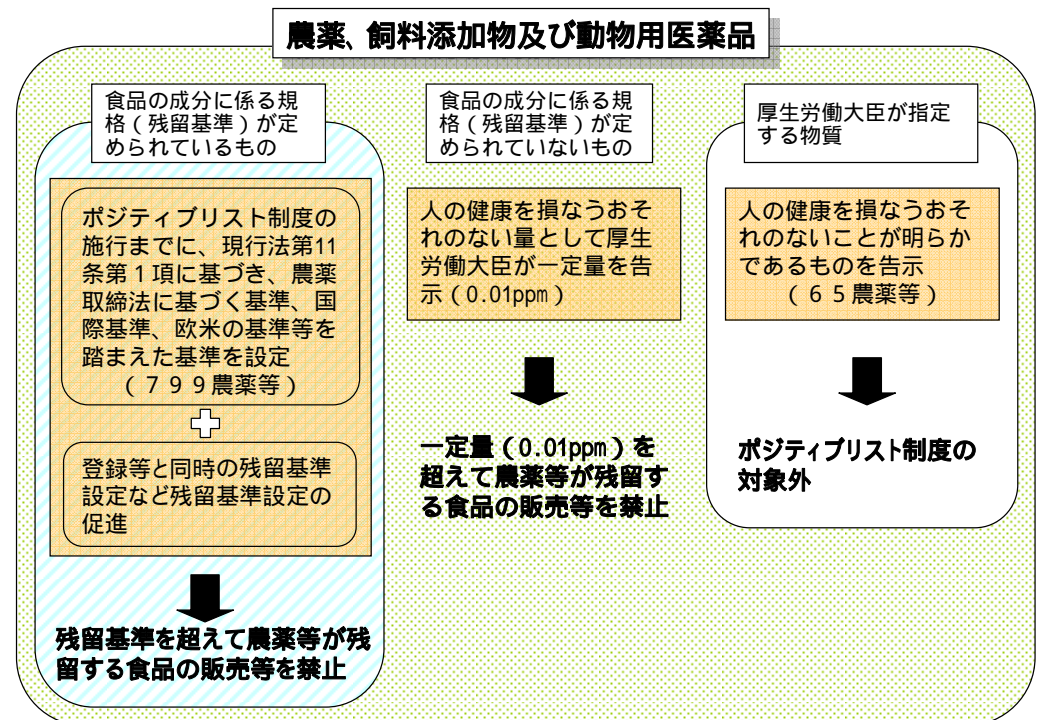 農薬、飼料添加物及び動物用医薬品
食品の成分に係る規
格(残留基準)が定
められているもの
ポジティブリスト制度の
施行までに、現行法第11
条第1項に基づき、農薬
取締法に基づく基準、国
際基準、欧米の基準等を
踏まえた基準を設定
(799農薬等)
登録等と同時の残留基準
設定など残留基準設定の
促進
残留基準を超えて農薬等が残
留する食品の販売等を禁止
食品の成分に係る規
格(残留基準)が定
められていないもの
人の健康を損なうおそ
れのない量として厚生
労働大臣が一定量を告
示(0.01ppm)
一定量(0.01ppm)を
超えて農薬等が残留す
る食品の販売等を禁止
厚生労働大臣が指定
する物質
人の健康を損なうおそ
れのないことが明らか
であるものを告示
(65農薬等)
ポジティブリスト制度の
対象外